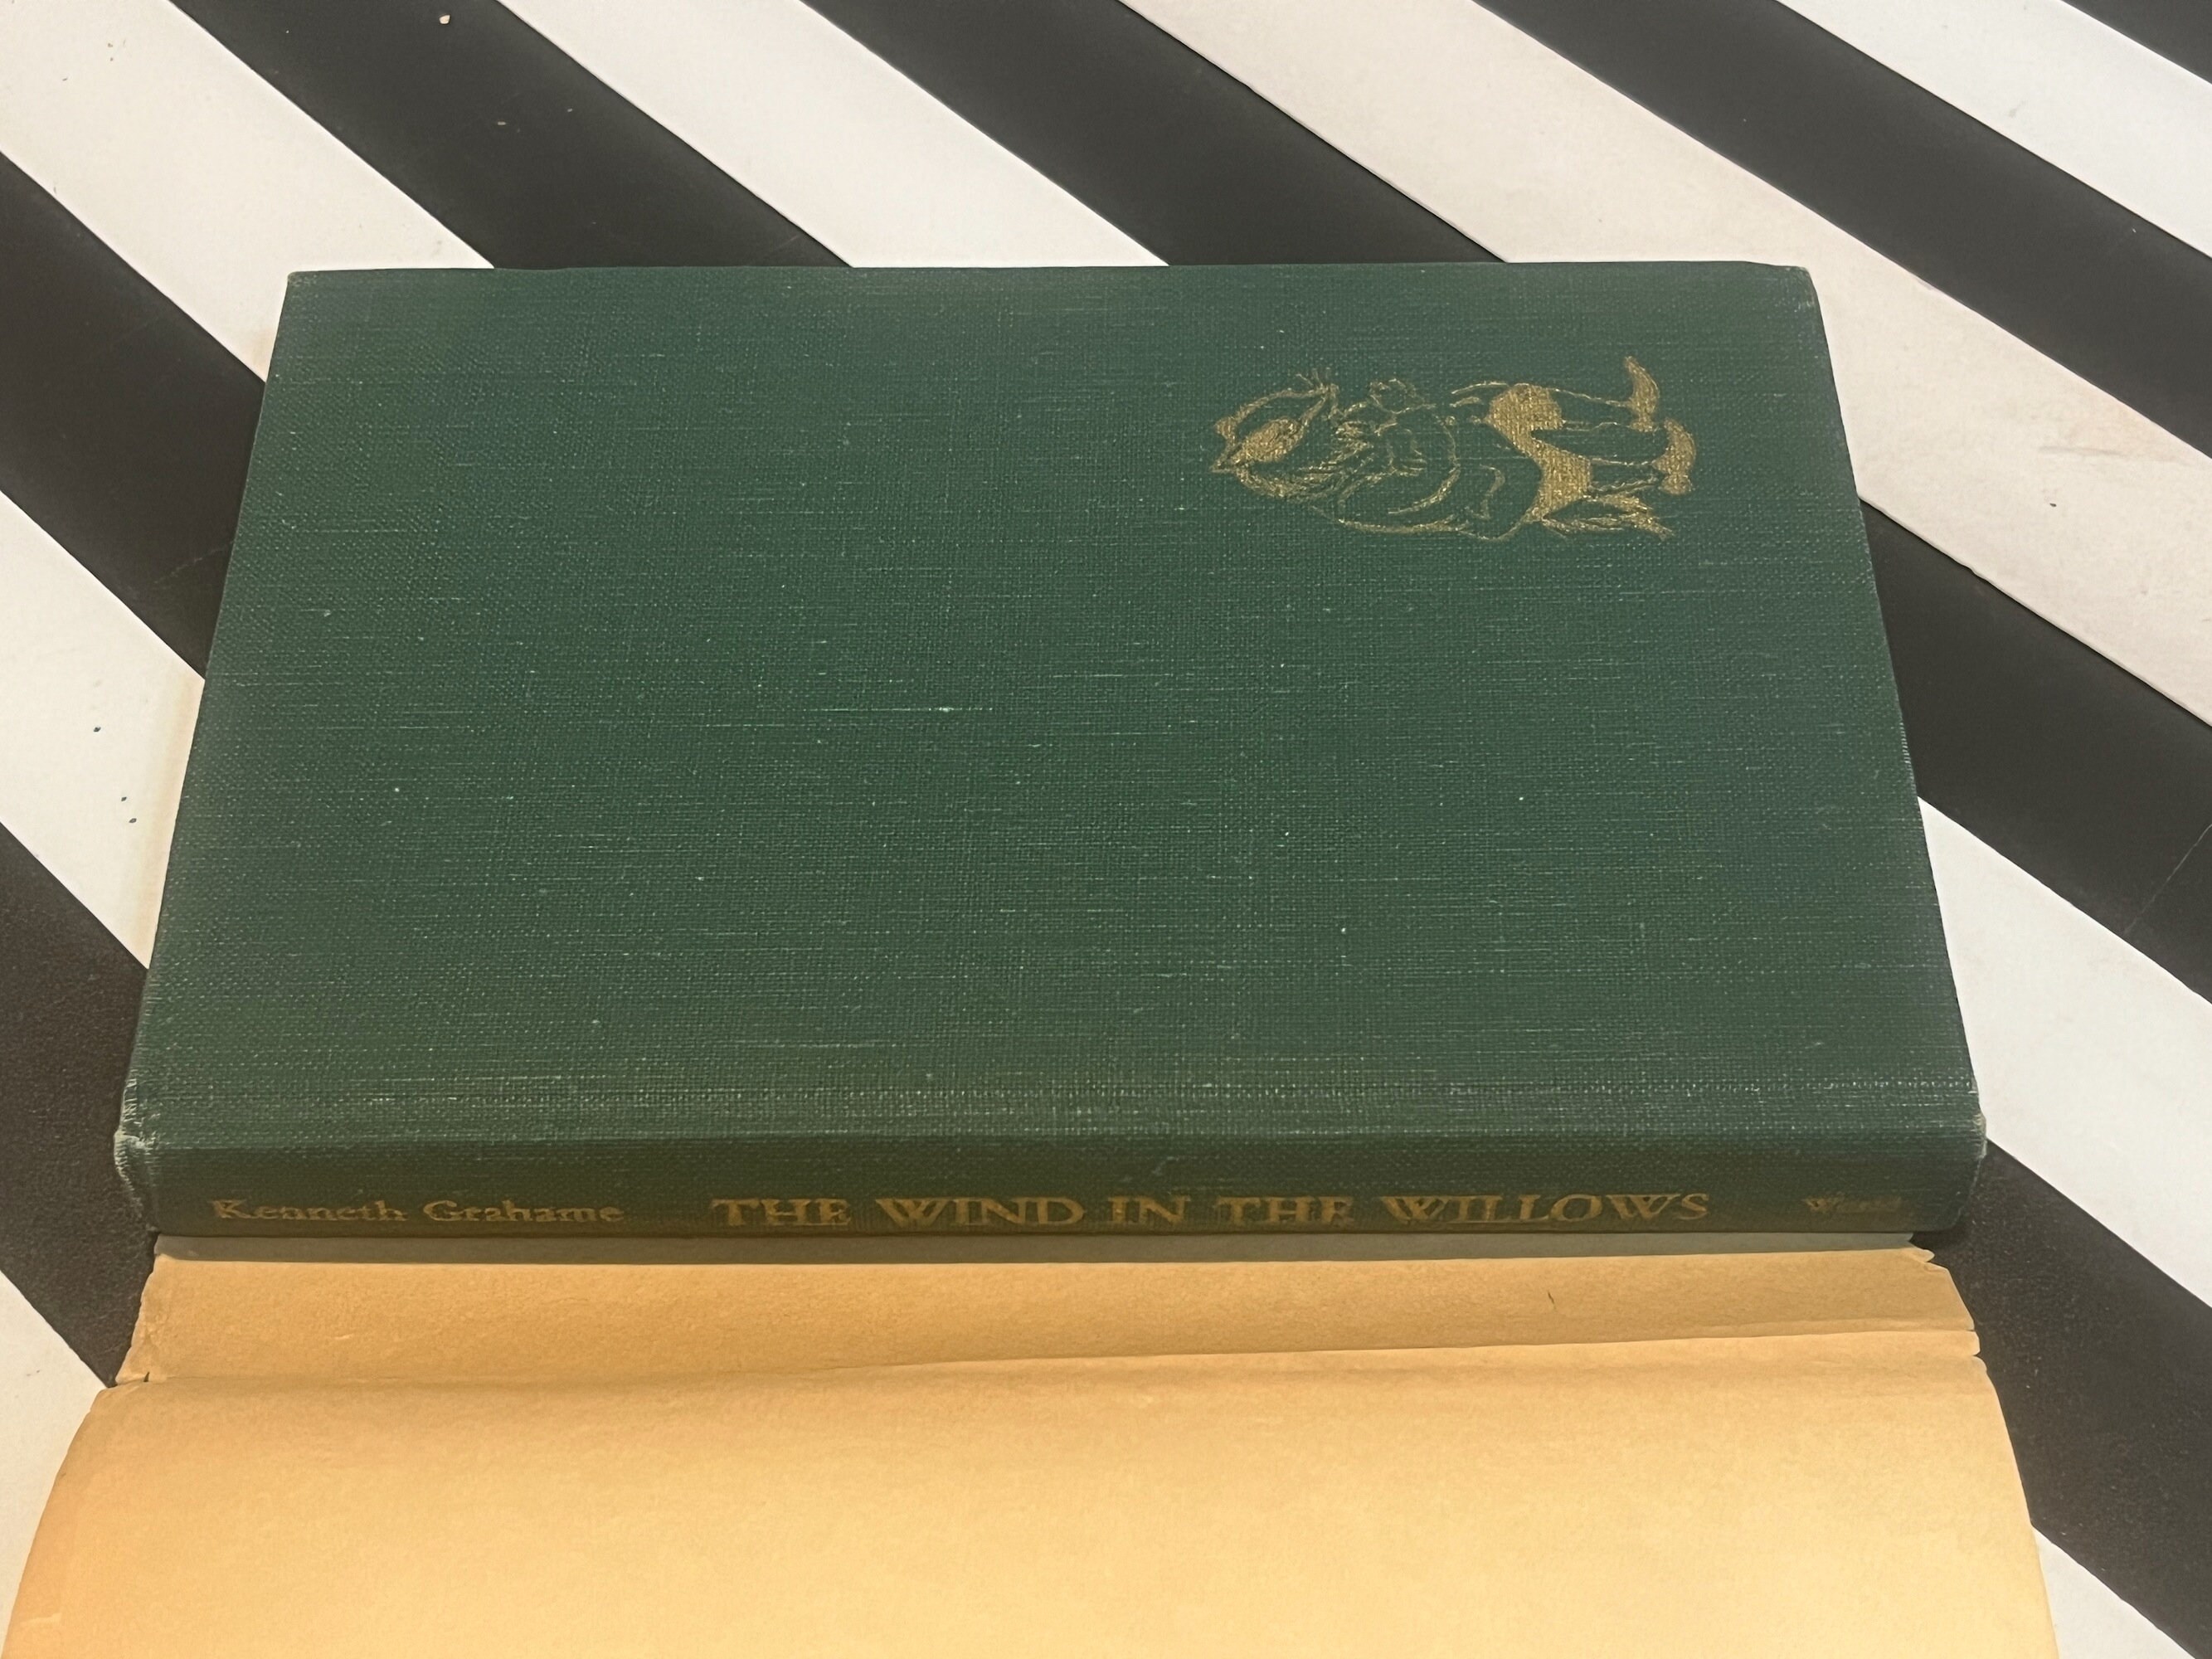 Kenneth Grahame THE WIND IN THE WILLOWS